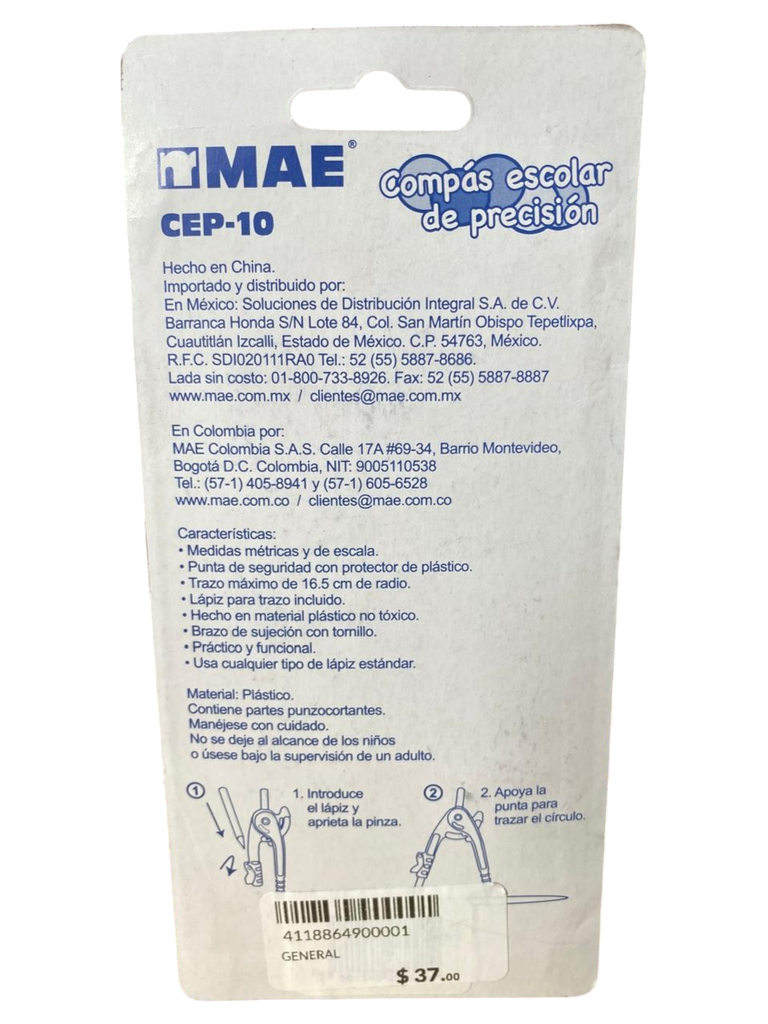 MAE®
Compás escolar
de precisión
CEP-10
Hecho en China.
Importado y distribuido por:
En México: Soluciones de Distribución Integral S.A. de C.V.
Barranca Honda S/N Lote 84, Col. San Martín Obispo Tepetlixpa,
Cuautitlán Izcalli, Estado de México. C.P. 54763, México.
R.F.C. SDI020111RA0 Tel.: 52 (55) 5887-8686.
Lada sin costo: 01-800-733-8926. Fax: 52 (55) 5887-8887
www.mae.com.mx / clientes@mae.com.mx
En Colombia por:
MAE Colombia S.A.S. Calle 17A #69-34, Barrio Montevideo,
Bogotá D.C. Colombia, NIT: 9005110538
Tel.: (57-1) 405-8941 y (57-1) 605-6528
www.mae.com.co / clientes@mae.com.co
Características:
• Medidas métricas y de escala.
• Punta de seguridad con protector de plástico.
• Trazo máximo de 16.5 cm de radio.
• Lápiz para trazo incluido.
• Hecho en material plástico no tóxico.
• Brazo de sujeción con tornillo.
• Práctico y funcional.
• Usa cualquier tipo de lápiz estándar.
Material: Plástico.
Contiene partes punzocortantes.
Manéjese con cuidado.
No se deje al alcance de los niños
o úsese bajo la supervisión de un adulto.
1
1. Introduce
el lápiz y
aprieta la pinza.
2
2. Apoya la
punta para
trazar el círculo.
4118864900001
GENERAL
$ 37.00